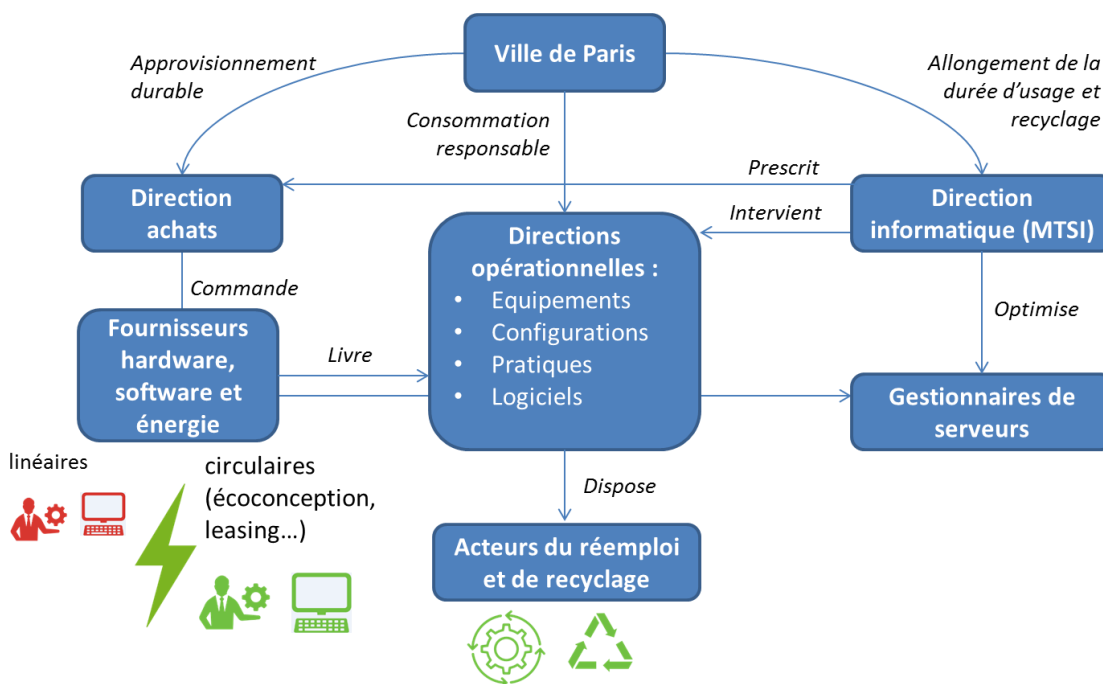 Ville de Paris
Approvisionnement
durable
Consommation
responsable
Allongement de la
durée d’usage et
recyclage
Prescrit
Direction
achats
Intervient
Direction
informatique (MTSI)
Directions
opérationnelles :
• Equipements
• Configurations
• Pratiques
• Logiciels
Commande
Optimise
Fournisseurs
hardware,
software et
énergie
Livre
Gestionnaires de
serveurs
linéaires
circulaires
(écoconception,
leasing…)
Dispose
Acteurs du réemploi
et de recyclage